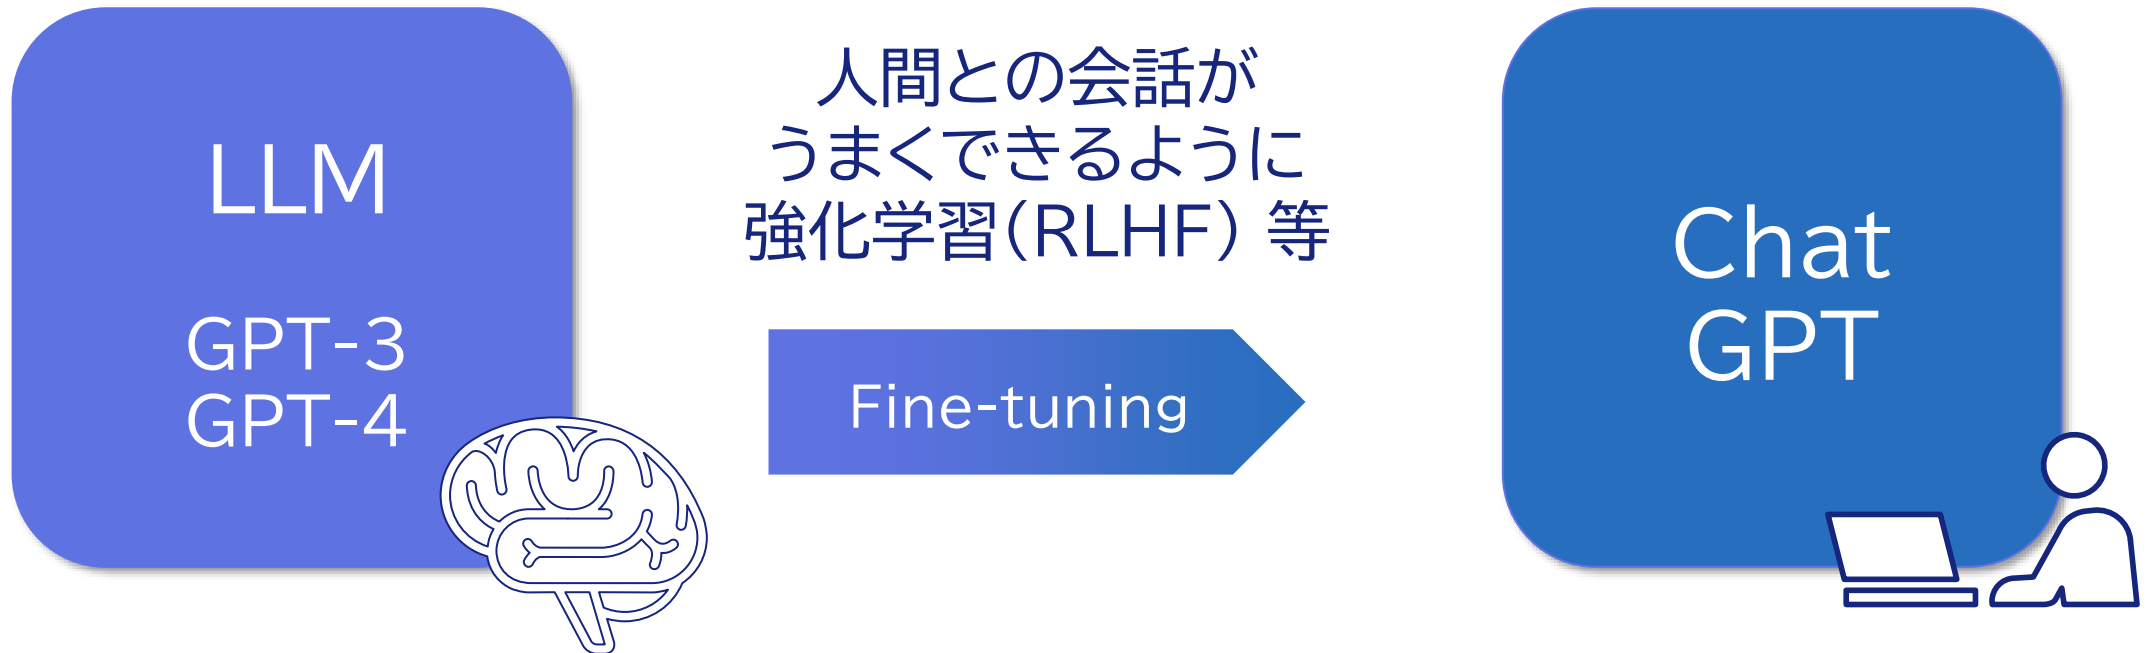 LLM
GPT-3
GPT-4
人間との会話が
うまくできるように
強化学習(RLHF) 等
Fine-tuning
Chat
GPT